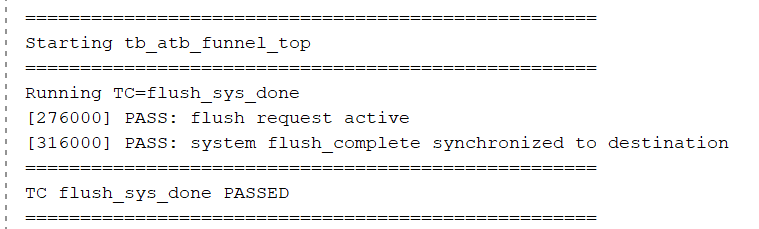 ====================================================
Starting tb_atb_funnel_top
====================================================
Running TC=flush_sys_done
[276000] PASS: flush request active
[316000] PASS: system flush_complete synchronized to destination
====================================================
TC flush_sys_done PASSED
====================================================